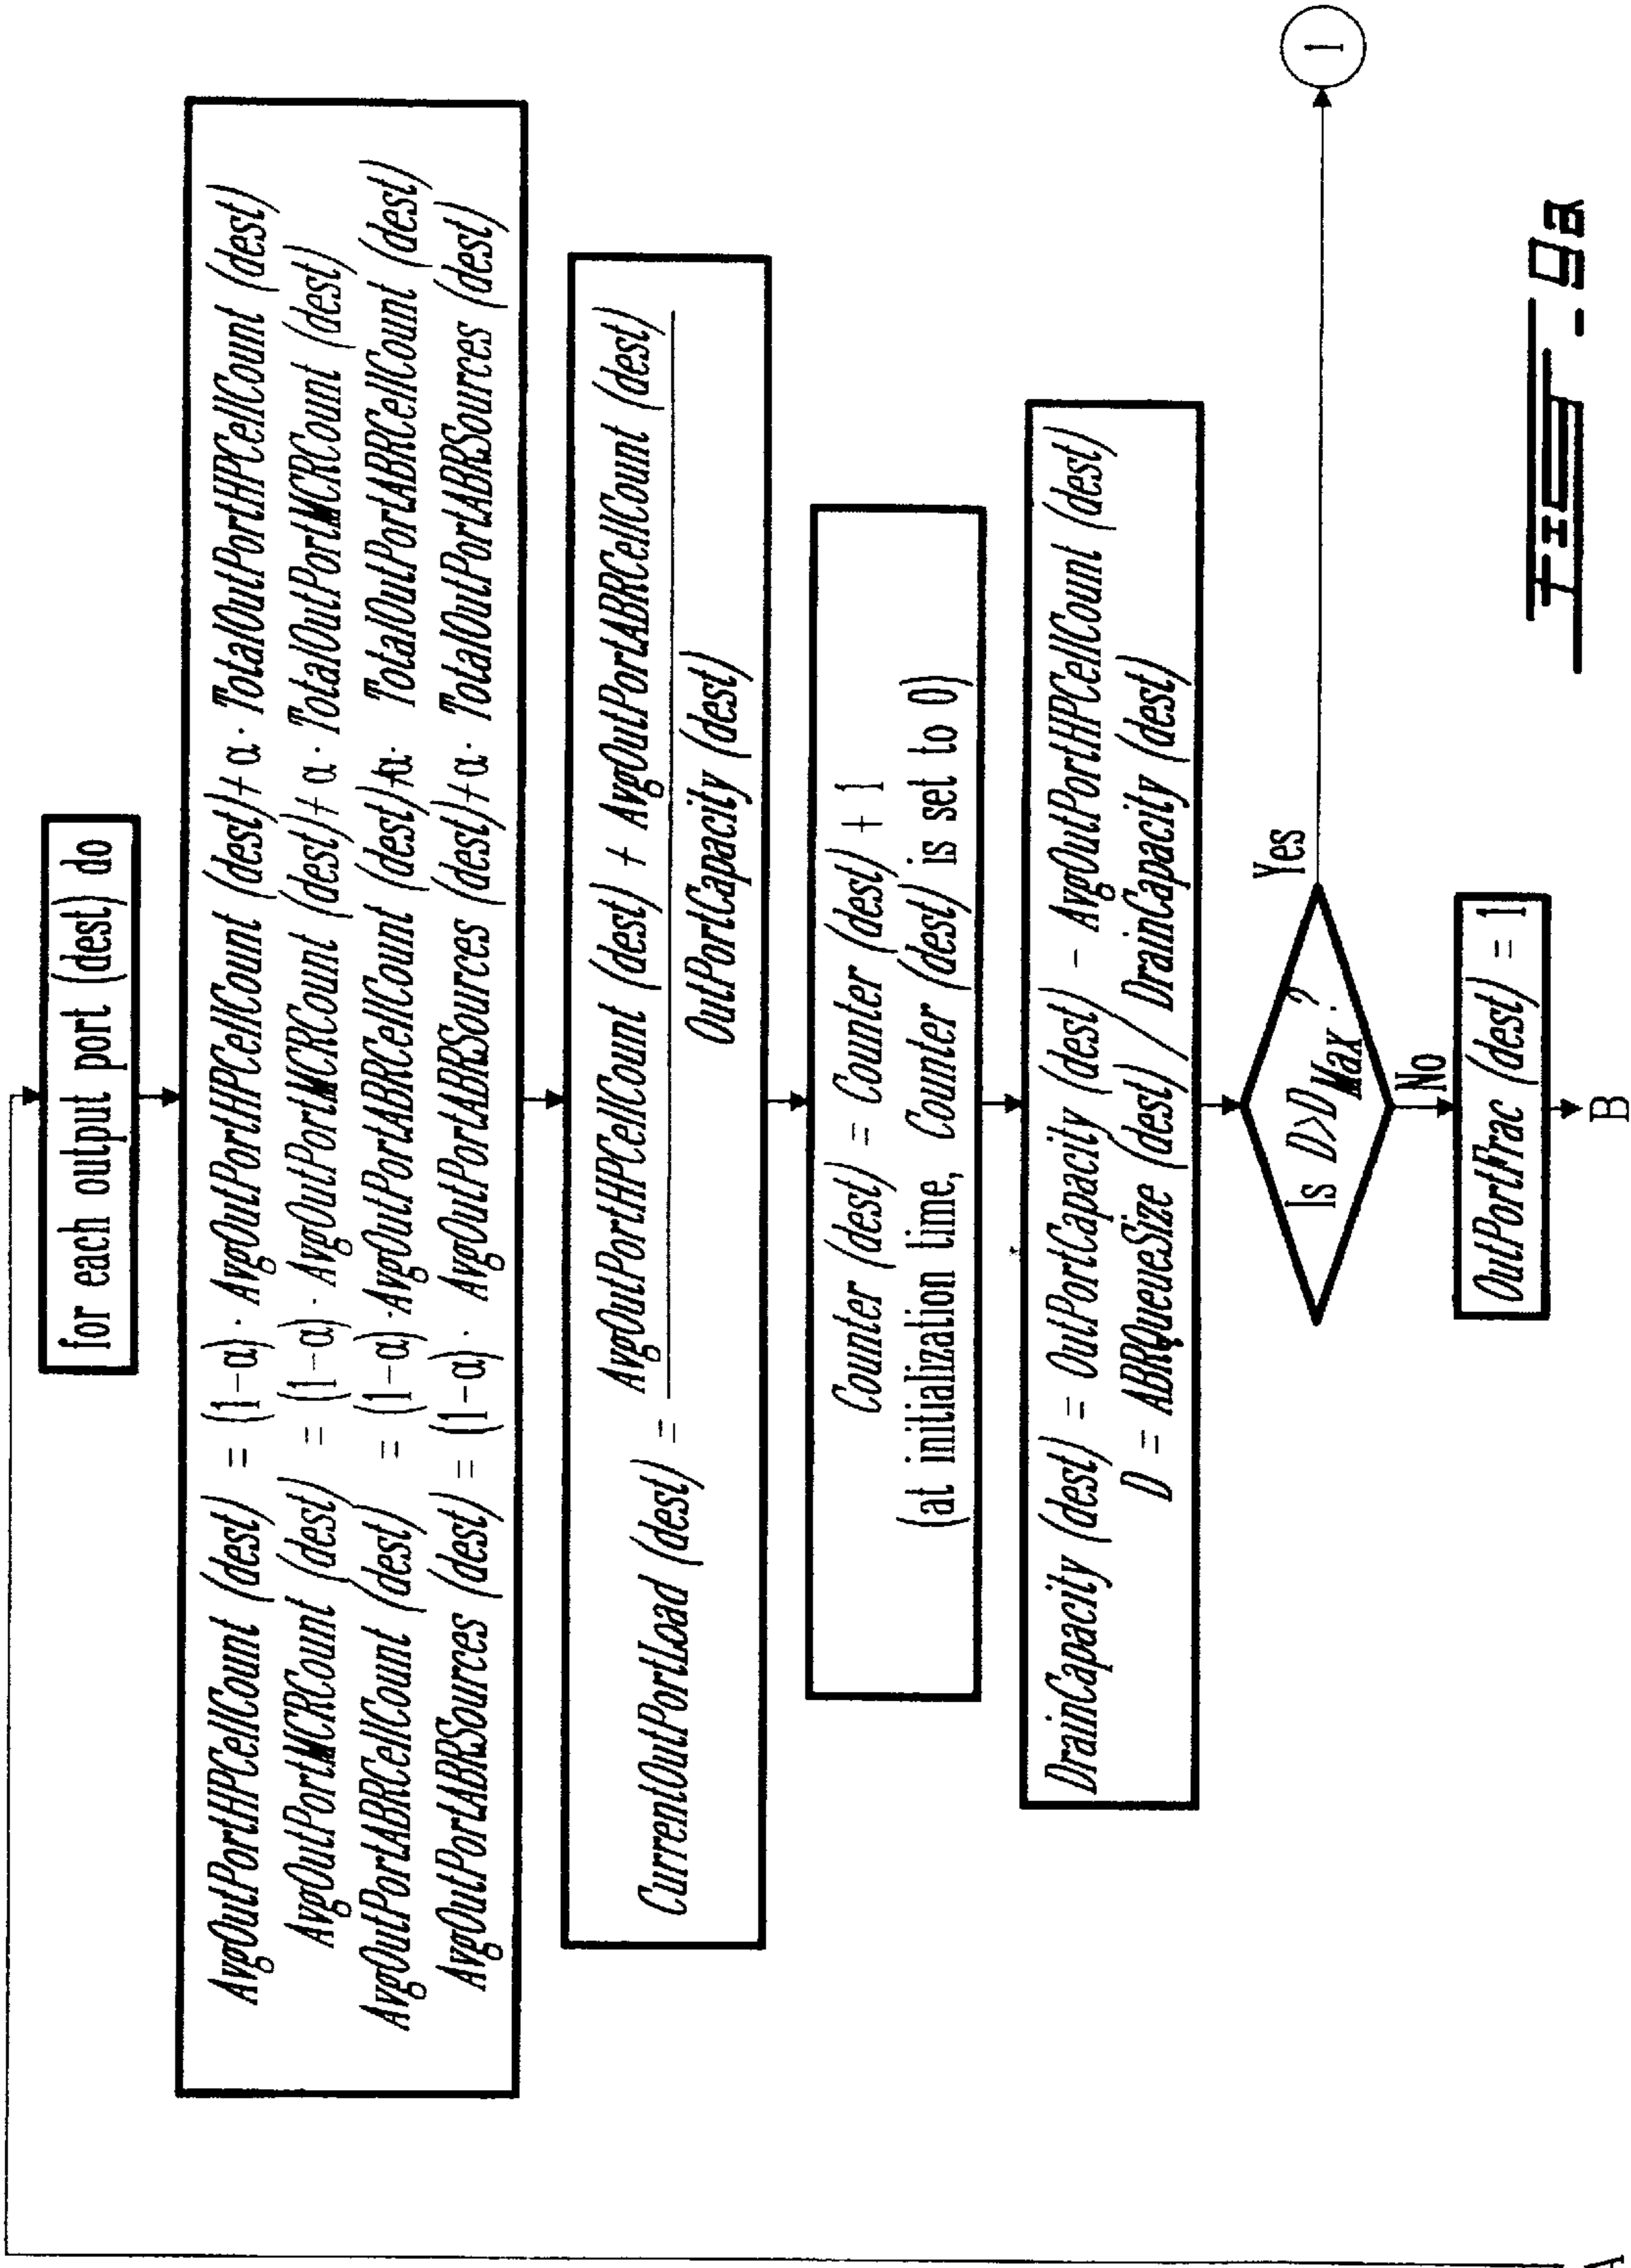 for each output port (dest) do
AvgOutPortHPCellCount (dest) = (1-α) · AvgOutPortHPCellCount (dest) + α · TotalOutPortHPCellCount (dest)
AvgOutPortMCRCount (dest) = (1-α) · AvgOutPortMCRCount (dest) + α · TotalOutPortMCRCount (dest)
AvgOutPortABRCellCount (dest) = (1-α) · AvgOutPortABRCellCount (dest) + α · TotalOutPortABRCellCount (dest)
AvgOutPortABRSources (dest) = (1-α) · AvgOutPortABRSources (dest) + α · TotalOutPortABRSources (dest)
CurrentOutPortLoad (dest) = AvgOutPortHPCellCount (dest) + AvgOutPortABRCellCount (dest)
OutPortCapacity (dest)
Counter (dest) = Counter (dest) + 1
(at initialization time, Counter (dest) is set to 0)
DrainCapacity (dest) = OutPortCapacity (dest) - AvgOutPortHPCellCount (dest)
D = ABRQueueSize (dest) / DrainCapacity (dest)
Is D>D Max ?
Yes
1
No
OutPortFrac (dest) = 1
B
A
Fig - 9a